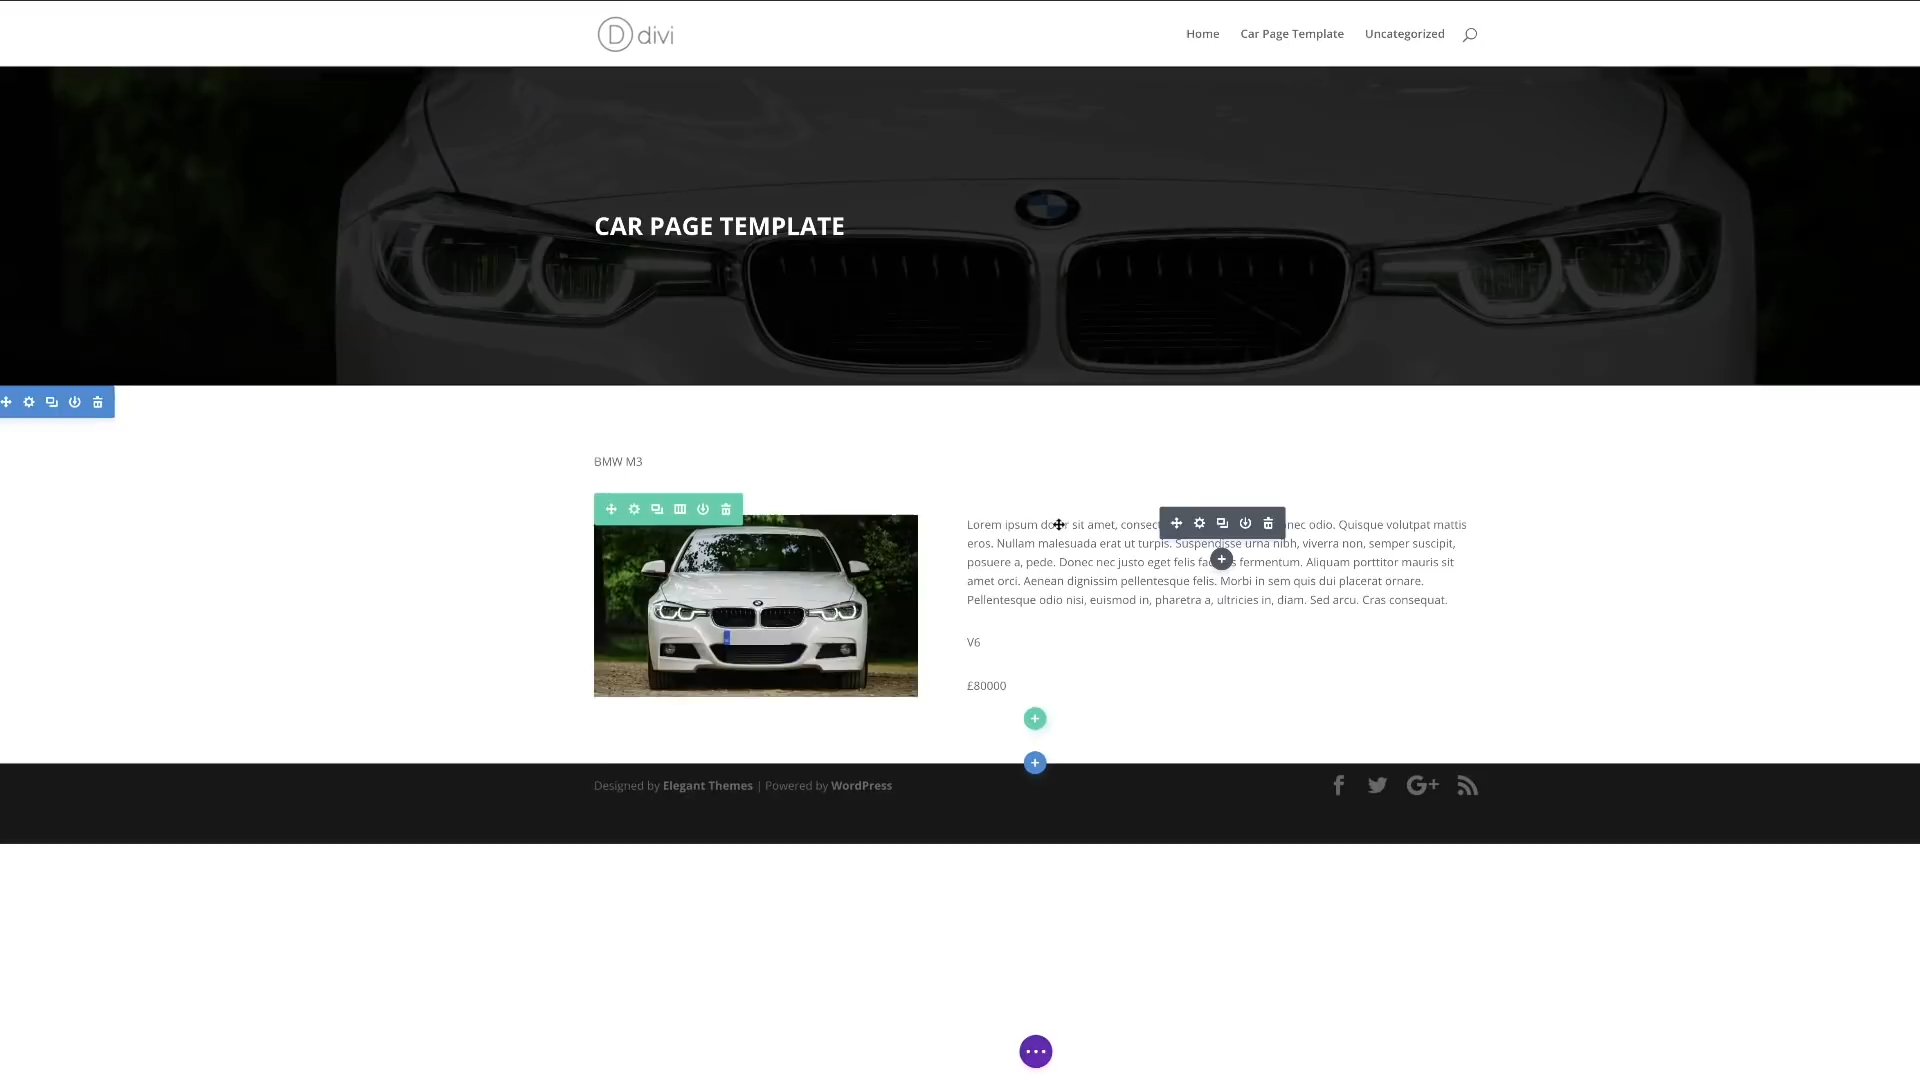 D divi
Home Car Page Template Uncategorized
CAR PAGE TEMPLATE
BMW M3
Lorem ipsum dolor sit amet, consect nec odio. Quisque volutpat mattis
eros. Nullam malesuada erat ut turpis. Suspendisse urna nibh, viverra non, semper suscipit,
posuere a, pede. Donec nec justo eget felis fermentum. Aliquam porttitor mauris sit
amet orci. Aenean dignissim pellentesque felis. Morbi in sem quis dui placerat ornare.
Pellentesque odio nisi, euismod in, pharetra a, ultricies in, diam. Sed arcu. Cras consequat.
V6
£80000
Designed by Elegant Themes | Powered by WordPress